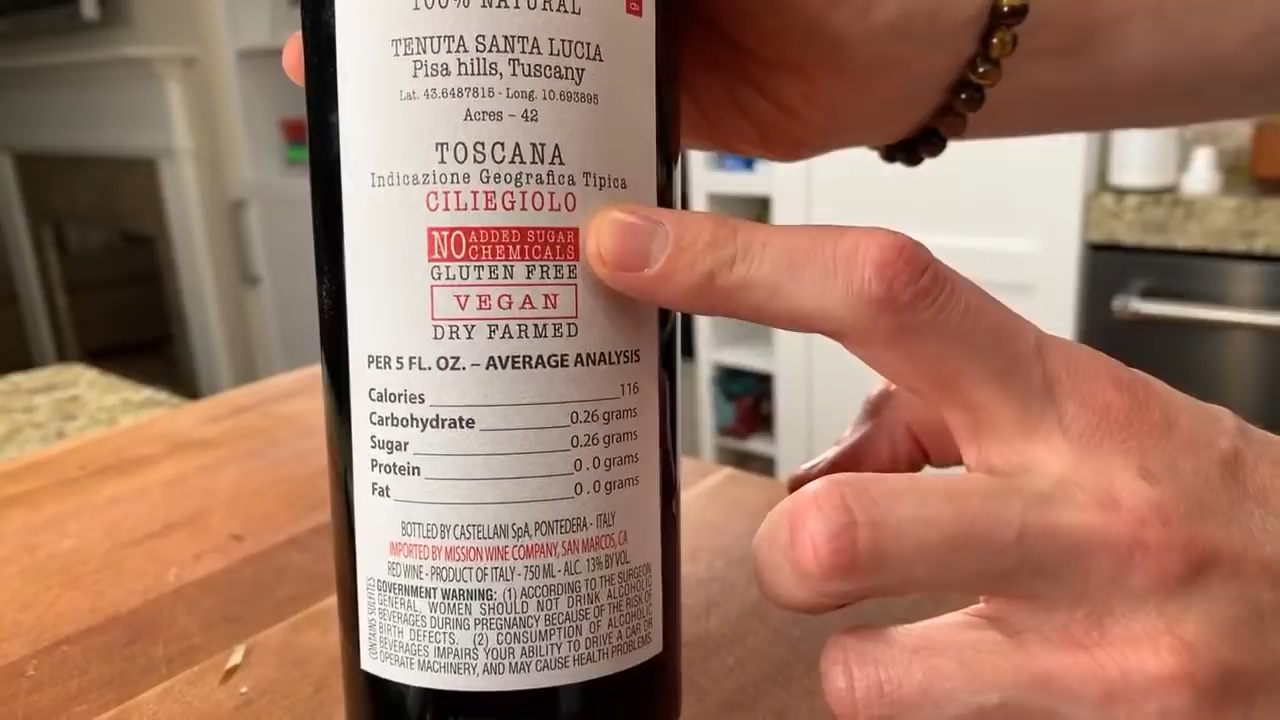 100% NATURAL
TENUTA SANTA LUCIA
Pisa hills, Tuscany
Lat. 43.6487815 - Long. 10.693895
Acres – 42
TOSCANA
Indicazione Geografica Tipica
CILIEGIOLO
NO ADDED SUGAR
CHEMICALS
GLUTEN FREE
VEGAN
DRY FARMED
PER 5 FL. OZ. – AVERAGE ANALYSIS
Calories 116
Carbohydrate 0.26 grams
Sugar 0.26 grams
Protein 0.0 grams
Fat 0.0 grams
BOTTLED BY CASTELLANI SpA, PONTEDERA - ITALY
IMPORTED BY MISSION WINE COMPANY, SAN MARCOS, CA
RED WINE - PRODUCT OF ITALY - 750 ML - ALC. 13% BY VOL
CONTAINS SULFITES
GOVERNMENT WARNING: (1) ACCORDING TO THE SURGEON
GENERAL, WOMEN SHOULD NOT DRINK ALCOHOLIC
BEVERAGES DURING PREGNANCY BECAUSE OF THE RISK OF
BIRTH DEFECTS. (2) CONSUMPTION OF ALCOHOLIC
BEVERAGES IMPAIRS YOUR ABILITY TO DRIVE A CAR OR
OPERATE MACHINERY, AND MAY CAUSE HEALTH PROBLEMS.